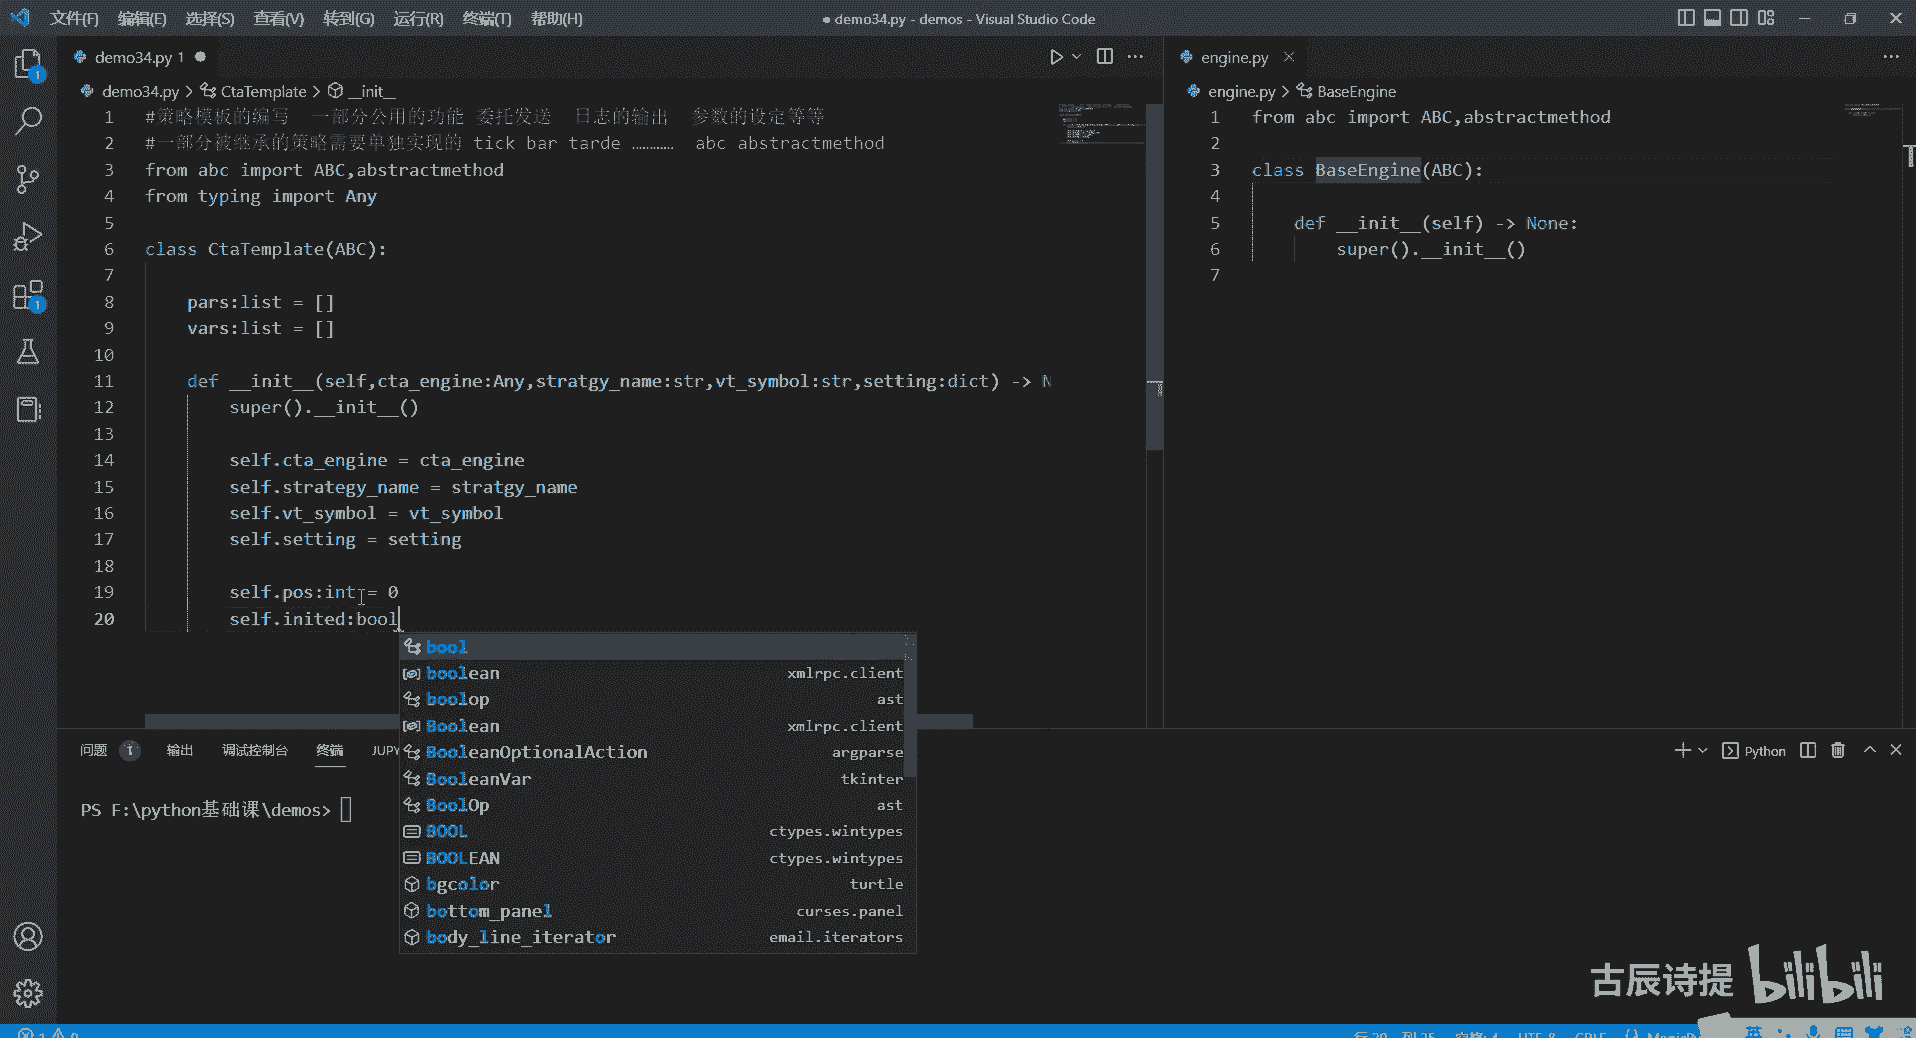 文件(F) 编辑(E) 选择(S) 查看(V) 转到(G) 运行(R) 终端(T) 帮助(H) ● demo34.py - demos - Visual Studio Code
demo34.py 1 ●
demo34.py > CtaTemplate > __init__
1 #策略模板的编写 一部分公用的功能 委托发送 日志的输出 参数的设定等等
2 #一部分被继承的策略需要单独实现的 tick bar tarde ………… abc abstractmethod
3 from abc import ABC,abstractmethod
4 from typing import Any
5
6 class CtaTemplate(ABC):
7
8 pars:list = []
9 vars:list = []
10
11 def __init__(self,cta_engine:Any,stratgy_name:str,vt_symbol:str,setting:dict) -> N
12 super().__init__()
13
14 self.cta_engine = cta_engine
15 self.strategy_name = stratgy_name
16 self.vt_symbol = vt_symbol
17 self.setting = setting
18
19 self.pos:int = 0
20 self.inited:bool
bool
boolean xmlrpc.client
boolop ast
Boolean xmlrpc.client
BooleanOptionalAction argparse
BooleanVar tkinter
BoolOp ast
BOOL ctypes.wintypes
BOOLEAN ctypes.wintypes
bgcolor turtle
bottom_panel curses.panel
body_line_iterator email.iterators
engine.py
engine.py > BaseEngine
1 from abc import ABC,abstractmethod
2
3 class BaseEngine(ABC):
4
5 def __init__(self) -> None:
6 super().__init__()
7
问题 1 输出 调试控制台 终端 JUPY
Python
PS F:\python基础课\demos>
古辰诗提 bilibili
英